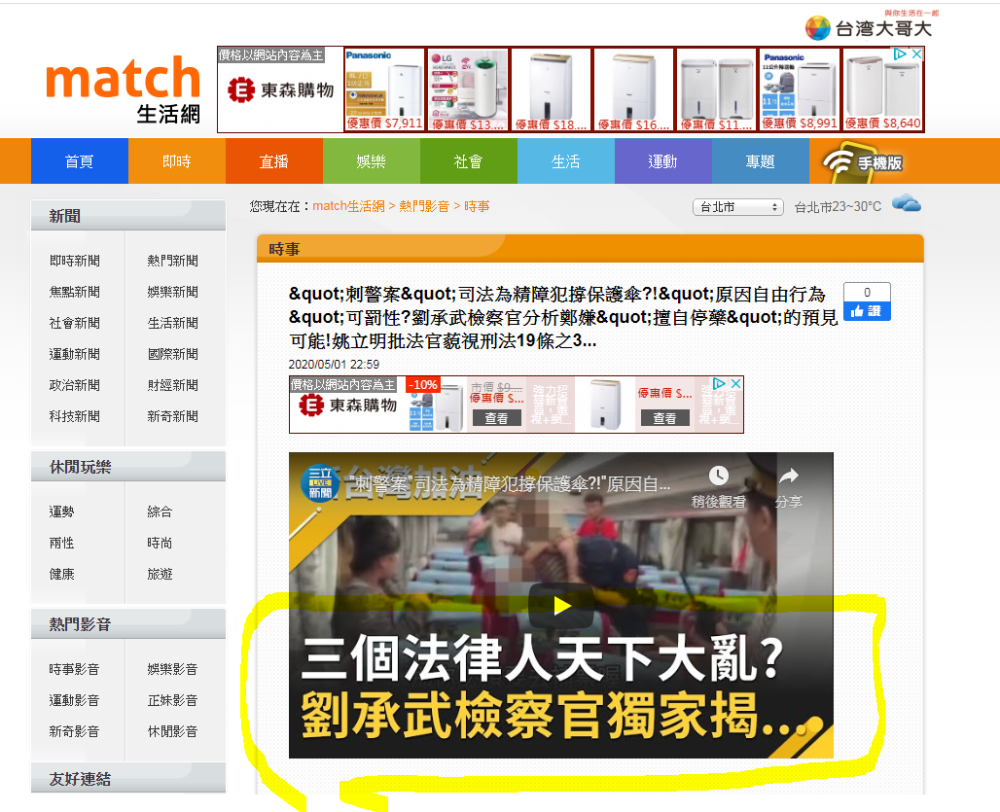 與你生活在一起
台湾大哥大
match
生活網
價格以網站內容為主
東森購物
Panasonic
優惠價 $7,911
LG
優惠價 $13,...
優惠價 $18,...
優惠價 $16,...
優惠價 $11,...
Panasonic
優惠價 $8,991
優惠價 $8,640
首頁 即時 直播 娛樂 社會 生活 運動 專題 手機版
您現在在：match生活網 > 熱門影音 > 時事
台北市 台北市23~30°C
新聞
即時新聞 熱門新聞
焦點新聞 娛樂新聞
社會新聞 生活新聞
運動新聞 國際新聞
政治新聞 財經新聞
科技新聞 新奇新聞
休閒玩樂
運勢 綜合
兩性 時尚
健康 旅遊
熱門影音
時事影音 娛樂影音
運動影音 正妹影音
新奇影音 休閒影音
友好連結
時事
&quot;刺警案&quot;司法為精障犯撐保護傘?!&quot;原因自由行為
&quot;可罰性?劉承武檢察官分析鄭嫌&quot;擅自停藥&quot;的預見
可能!姚立明批法官藐視刑法19條之3...
0
讚
2020/05/01 22:59
價格以網站內容為主
東森購物
-10%
市價 $9,...
優惠價 $...
查看
優惠價 $...
查看
三立
LIVE
新聞
"刺警案"司法為精障犯撐保護傘?!"原因自...
稍後觀看 分享
台灣加油
三個法律人天下大亂?
劉承武檢察官獨家揭....